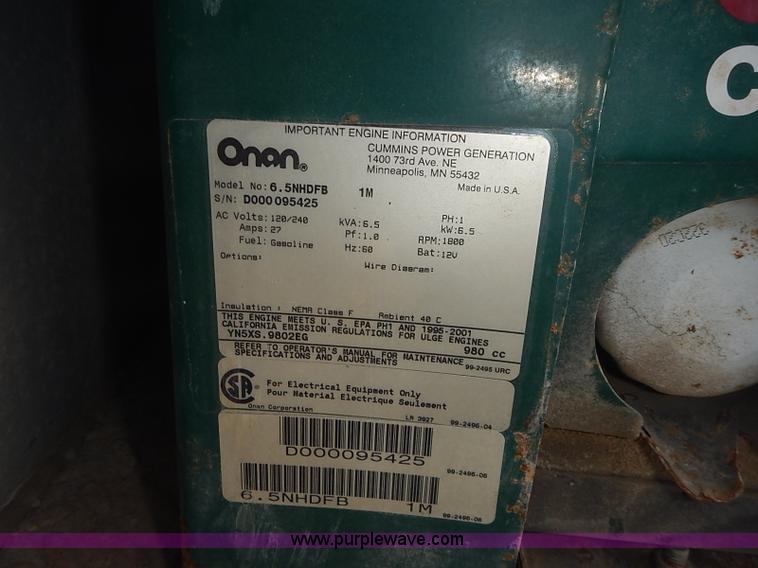 IMPORTANT ENGINE INFORMATION
Onan®
CUMMINS POWER GENERATION
1400 73rd Ave. NE
Minneapolis, MN 55432
Made in U.S.A.
Model No: 6.5NHDFB 1M
S/N: D000095425
AC Volts: 120/240 kVA: 6.5 PH: 1
Amps: 27 Pf: 1.0 kW: 6.5
Fuel: Gasoline Hz: 60 RPM: 1800
Bat: 12V
Options: Wire Diagram:
Insulation: NEMA Class F Ambient 40 C
THIS ENGINE MEETS U. S. EPA PH1 AND 1995-2001
CALIFORNIA EMISSION REGULATIONS FOR ULGE ENGINES
YN5XS.9802EG 980 cc
REFER TO OPERATOR'S MANUAL FOR MAINTENANCE
SPECIFICATIONS AND ADJUSTMENTS
99-2495 URC
For Electrical Equipment Only
Pour Material Electrique Seulement
Onan Corporation LR 3927 99-2496-04
D000095425
99-2496-06
6.5NHDFB 1M
99-2496-06
C
www.purplewave.com